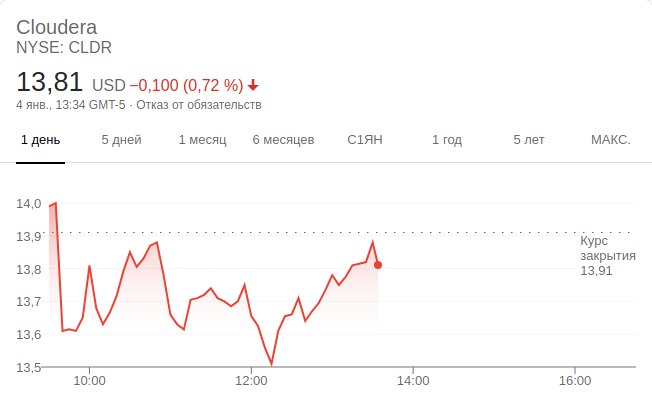 Cloudera
NYSE: CLDR
13,81 USD −0,100 (0,72 %)
4 янв., 13:34 GMT-5 · Отказ от обязательств
1 день 5 дней 1 месяц 6 месяцев С1ЯН 1 год 5 лет МАКС.
14,0
13,9
Курс
закрытия
13,8
13,91
13,7
13,6
13,5
10:00 12:00 14:00 16:00